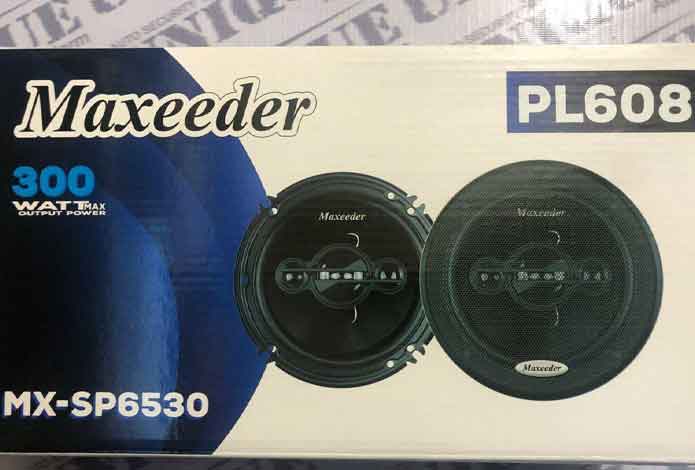 Maxeeder
PL608
300
WATT MAX
OUTPUT POWER
Maxeeder
Maxeeder
Maxeeder
MX-SP6530